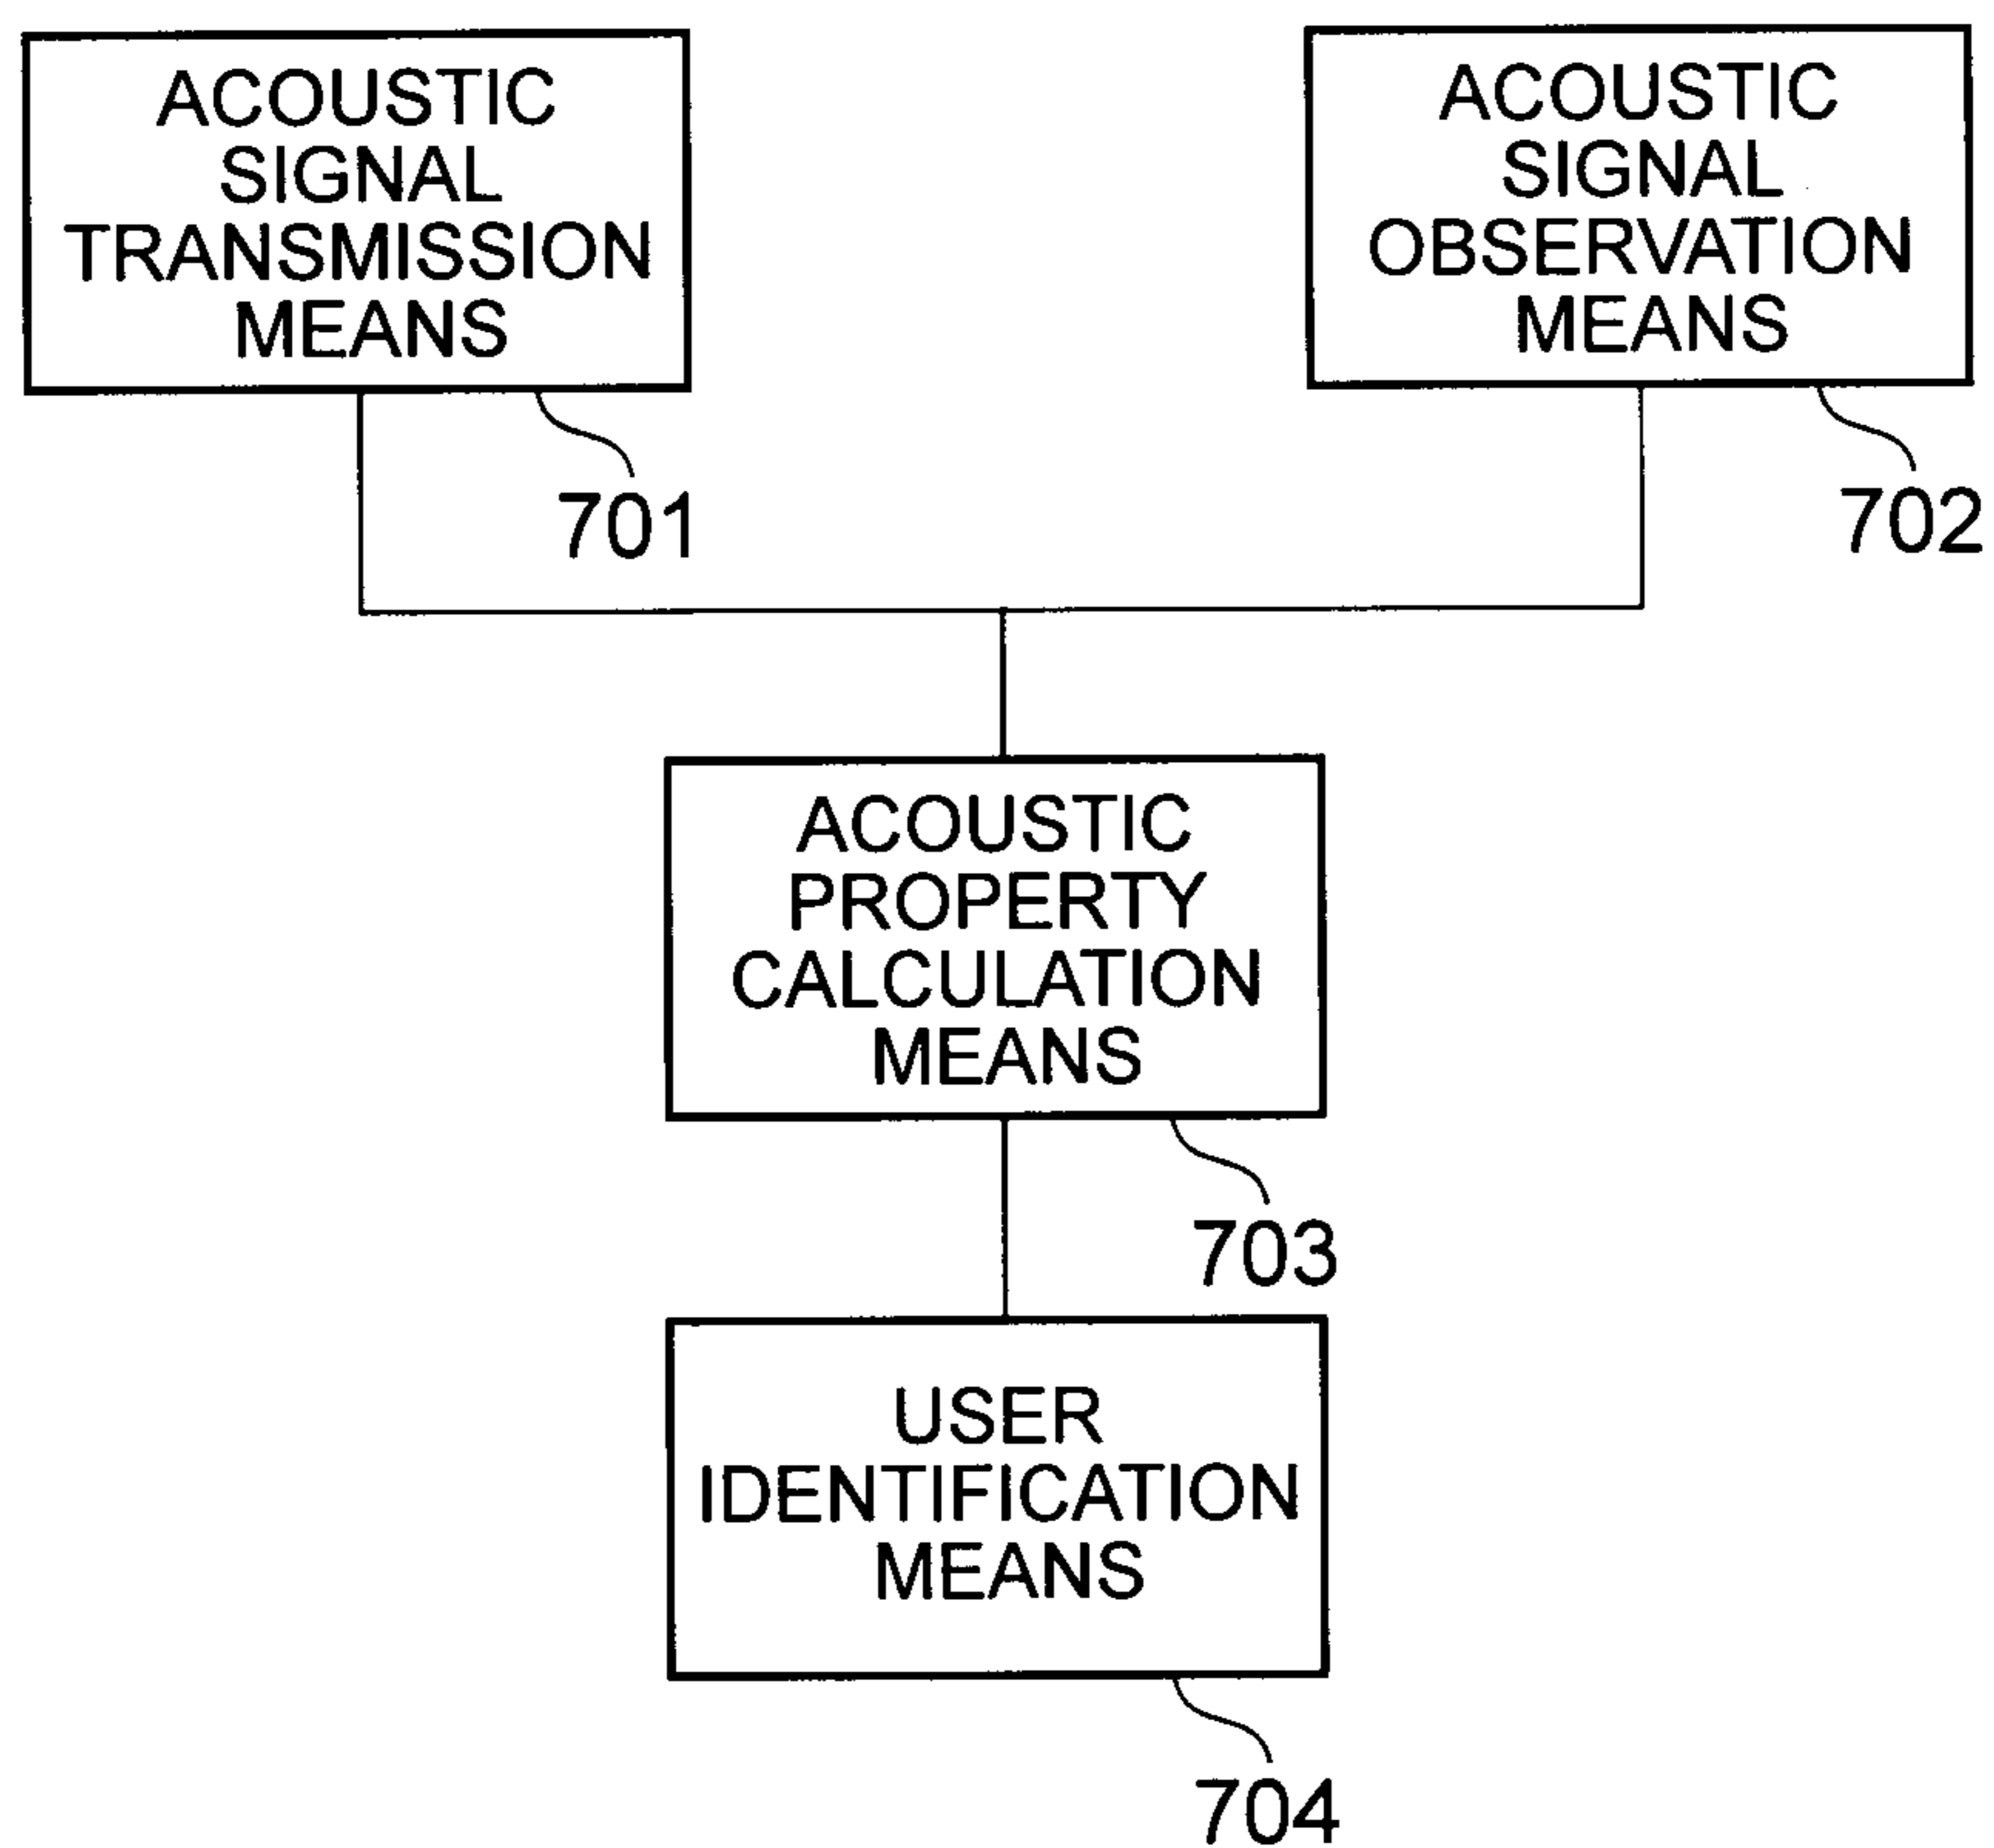 ACOUSTIC
SIGNAL
TRANSMISSION
MEANS
701
ACOUSTIC
SIGNAL
OBSERVATION
MEANS
702
ACOUSTIC
PROPERTY
CALCULATION
MEANS
703
USER
IDENTIFICATION
MEANS
704